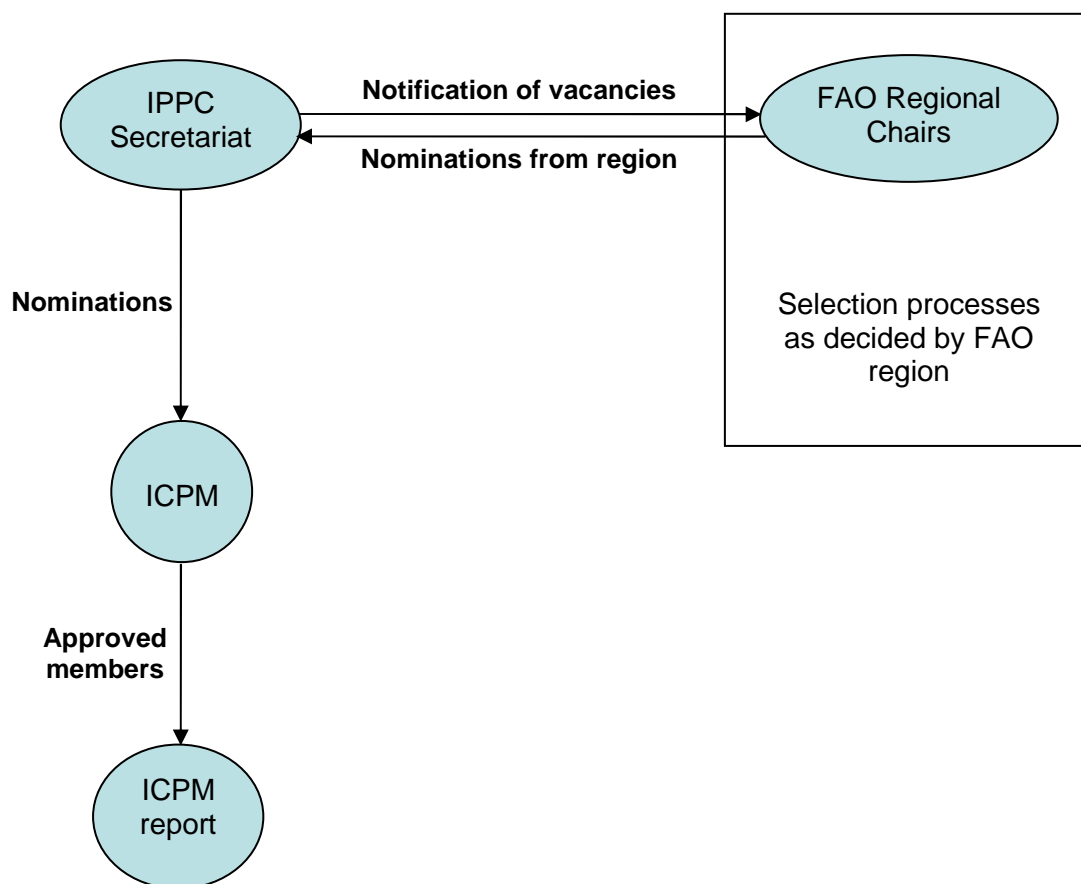 IPPC
Secretariat
Notification of vacancies
Nominations from region
FAO Regional
Chairs
Nominations
Selection processes
as decided by FAO
region
ICPM
Approved
members
ICPM
report